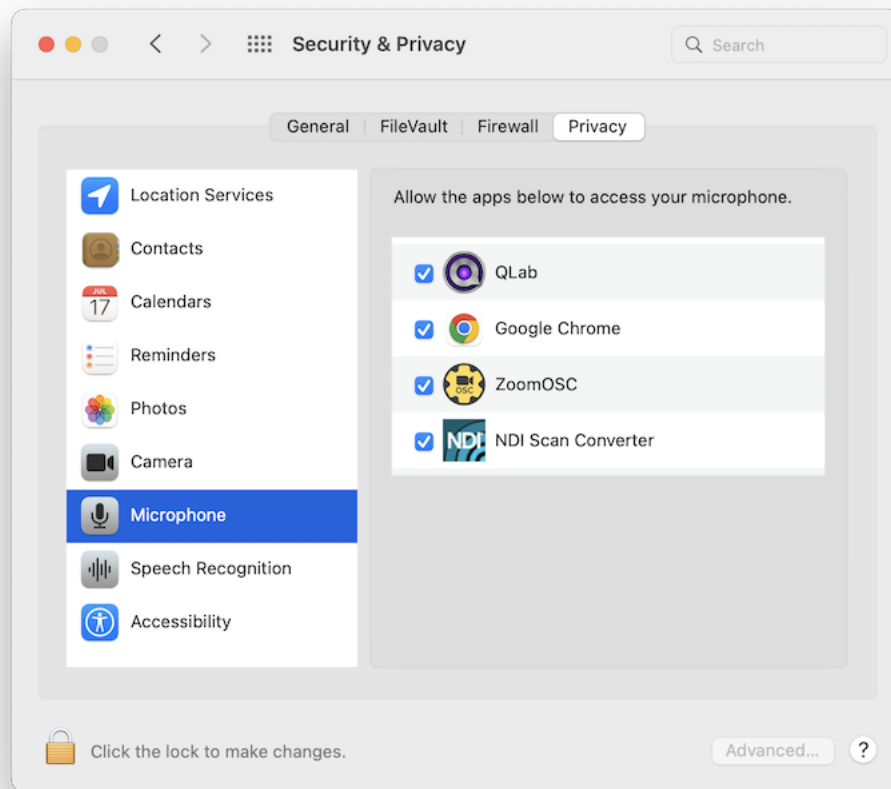 Security & Privacy
Search
General FileVault Firewall Privacy
Location Services
Contacts
JUL
17
Calendars
Reminders
Photos
Camera
Microphone
Speech Recognition
Accessibility
Allow the apps below to access your microphone.
QLab
Google Chrome
OSC
ZoomOSC
NDI
NDI Scan Converter
Click the lock to make changes.
Advanced... ?